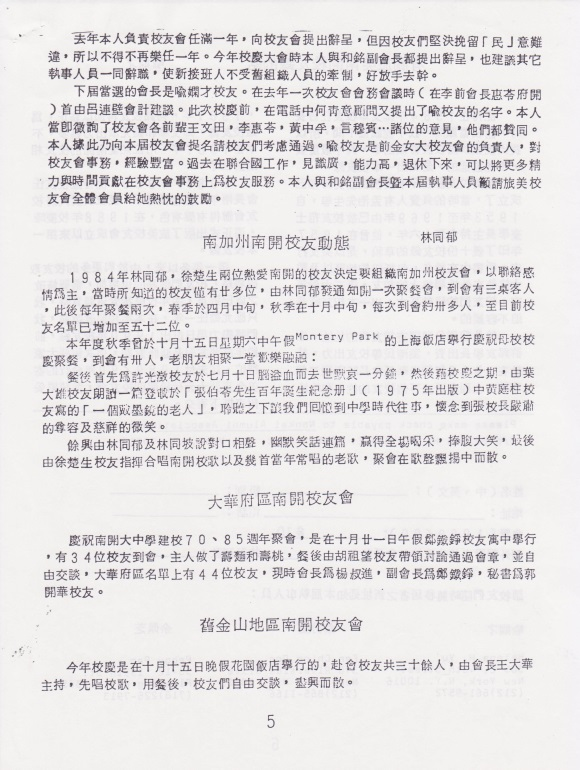 去年本人負責校友會任滿一年，向校友會提出辭呈，但因校友們堅決挽留「民」意難
違，所以不得不再樂任一年。今年校慶大會時本人與和銘副會長都提出辭呈，也建議其它
執事人員一同辭職，使新接班人不受舊組織人員的牽制，好放手去幹。
下屆當選的會長是喻嫻才校友。在去年一次校友會會務會議時（在李前會長惠苓府開
）首由呂連璧會計建議。此次校慶前，在電話中何靑意顧問又提出了喻校友的名字。本人
當卽徵詢了校友會各前輩王文田，李惠苓，黃中孚，言穆賓…諸位的意見，他們都贊同。
本人據此乃向本屆校友會提名請校友們考慮通過。喻校友是前金女大校友會的負責人，對
校友會事務，經驗豐富。過去在聯合國工作，見識廣，能力高，退休下來，可以將更多精
力與時間貢獻在校友會事務上爲校友服務。本人與和銘副會長暨本屆執事人員籲請旅美校
友會全體會員給她熱忱的鼓勵。
南加州南開校友動態 林同郁
1984年林同郁，徐楚生兩位熱愛南開的校友決定要組織南加州校友會，以聯絡感
情爲主，當時所知道的校友僅有廿多位，由林同郁發通知開一次聚餐會，到會有三桌客人
，此後每年聚餐兩次，春季於四月中旬，秋季在十月中旬，每次到會約卅多人，至目前校
友名單已增加至五十二位。
本年度秋季曾於十月十五日星期六中午假Montery Park 的上海飯店舉行慶祝母校校
慶聚餐，到會有卅人，老朋友相聚一堂歡樂融融：
餐後首先爲許光徵校友於七月十日腦溢血而去世默哀一分鐘，然後藉校慶之期，由葉
大雄校友朗讀一篇登載於「張伯苓先生百年誕生紀念册」（1975年出版）中黃庭柱校
友寫的「一個戴墨鏡的老人」，聆聽之下讓我們回憶到中學時代往事，懷念到張校長嚴肅
的尊容及慈祥的微笑。
餘興由林同郁及林同坡說對口相聲，幽默笑話連篇，贏得全場喝采，捧腹大笑，最後
由徐楚生校友指揮合唱南開校歌以及幾首當年常唱的老歌，聚會在歌聲飄揚中而散。
大華府區南開校友會
慶祝南開大中學建校70、85週年聚會，是在十月廿一日午假鄭鐵錚校友寓中舉行
，有34位校友到會，主人做了壽麵和壽桃，餐後由胡祖望校友帶領討論通過會章，並自
由交談，大華府區名單上有44位校友，現時會長爲楊叔進，副會長爲鄭鐵錚，秘書爲郭
開華校友。
舊金山地區南開校友會
今年校慶是在十月十五日晚假花園飯店舉行的，赴會校友共三十餘人，由會長王大華
主持，先唱校歌，用餐後，校友們自由交談，盡興而散。
5